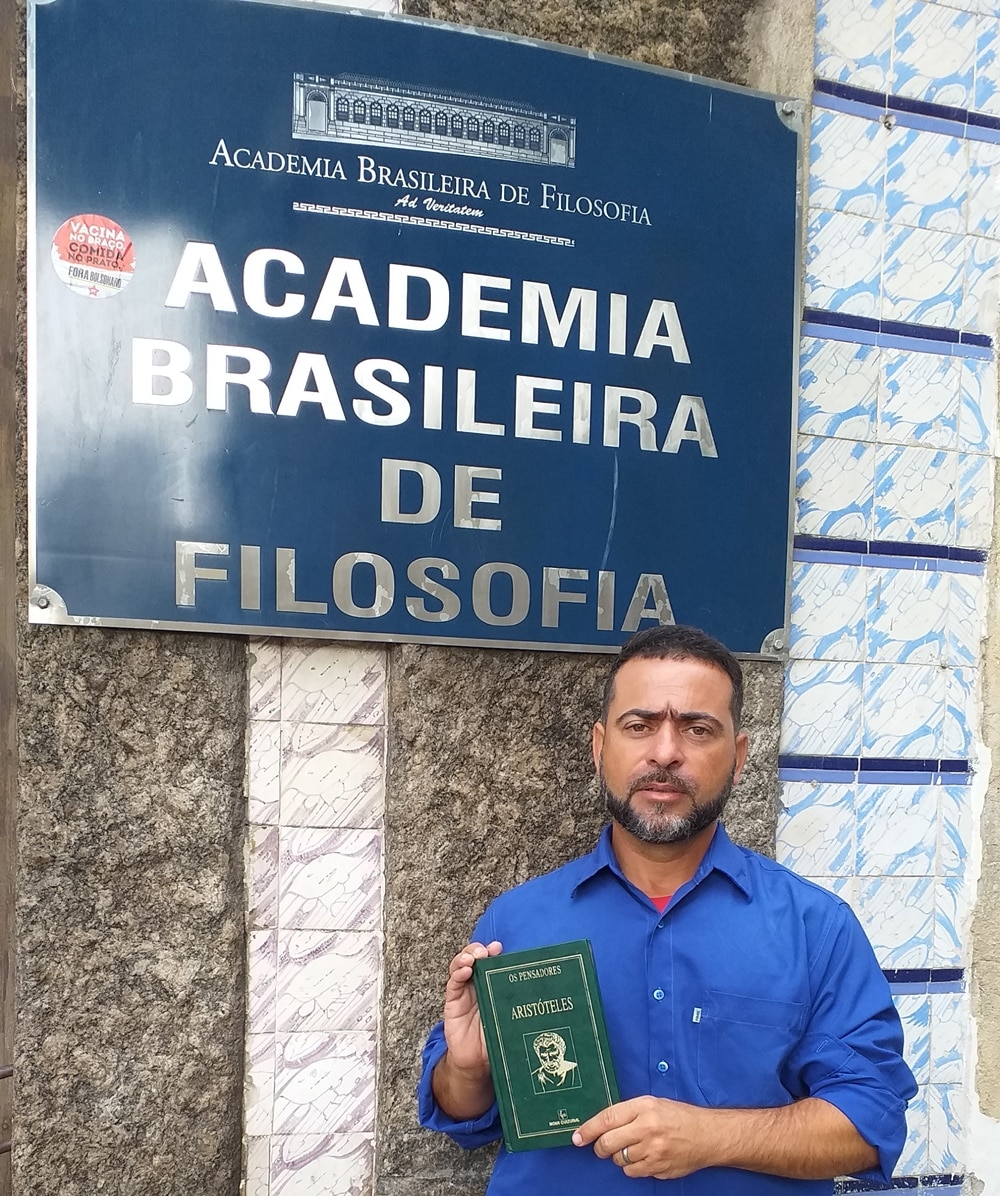 ACADEMIA BRASILEIRA DE FILOSOFIA
Ad Veritatem
VACINA
NO BRAÇO
COMIDA
NO PRATO
FORA BOLSONARO
ACADEMIA
BRASILEIRA
DE
FILOSOFIA
OS PENSADORES
ARISTÓTELES
NOVA CULTURAL